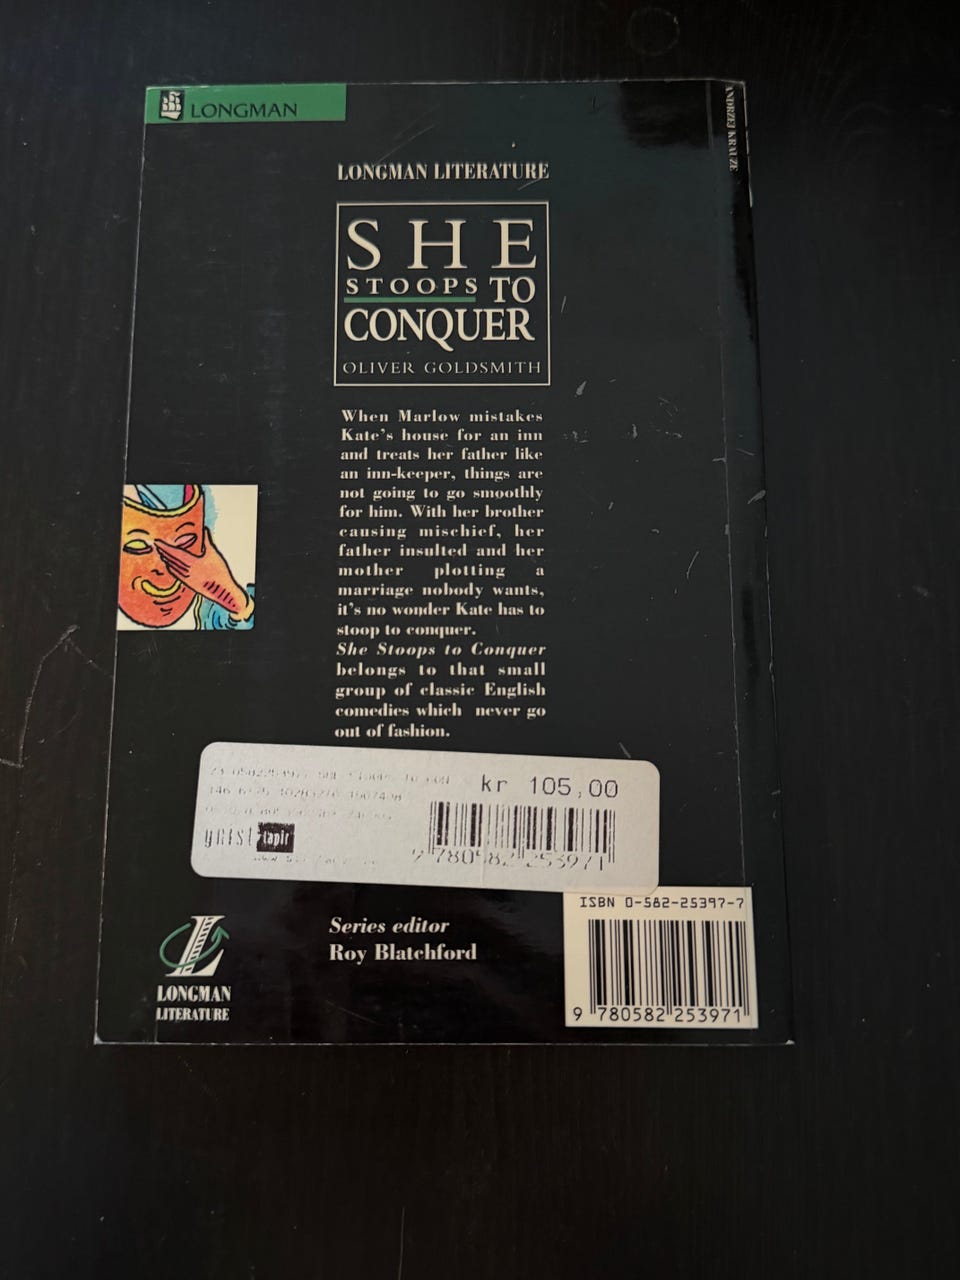 LONGMAN
ANDRZEJ KRAUZE
LONGMAN LITERATURE
SHE
STOOPS TO
CONQUER
OLIVER GOLDSMITH
When Marlow mistakes
Kate's house for an inn
and treats her father like
an inn-keeper, things are
not going to go smoothly
for him. With her brother
causing mischief, her
father insulted and her
mother plotting a
marriage nobody wants,
it's no wonder Kate has to
stoop to conquer.
She Stoops to Conquer
belongs to that small
group of classic English
comedies which never go
out of fashion.
kr 105,00
tapir
9 780582 253971
ISBN 0-582-25397-7
9 780582 253971
Series editor
Roy Blatchford
LONGMAN
LITERATURE